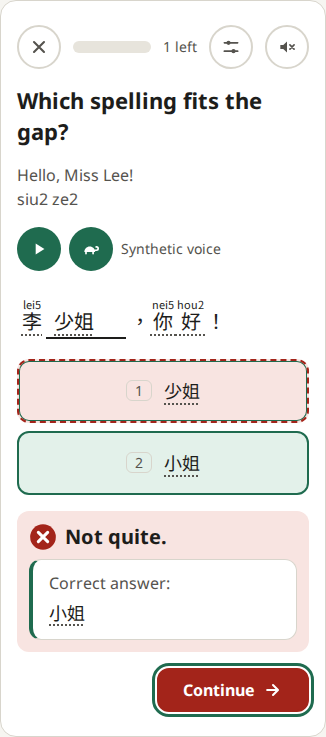 1 left
Which spelling fits the
gap?
Hello, Miss Lee!
siu2 ze2
Synthetic voice
lei5 nei5 hou2
李 少姐 ，你好！
1 少姐
2 小姐
Not quite.
Correct answer:
小姐
Continue